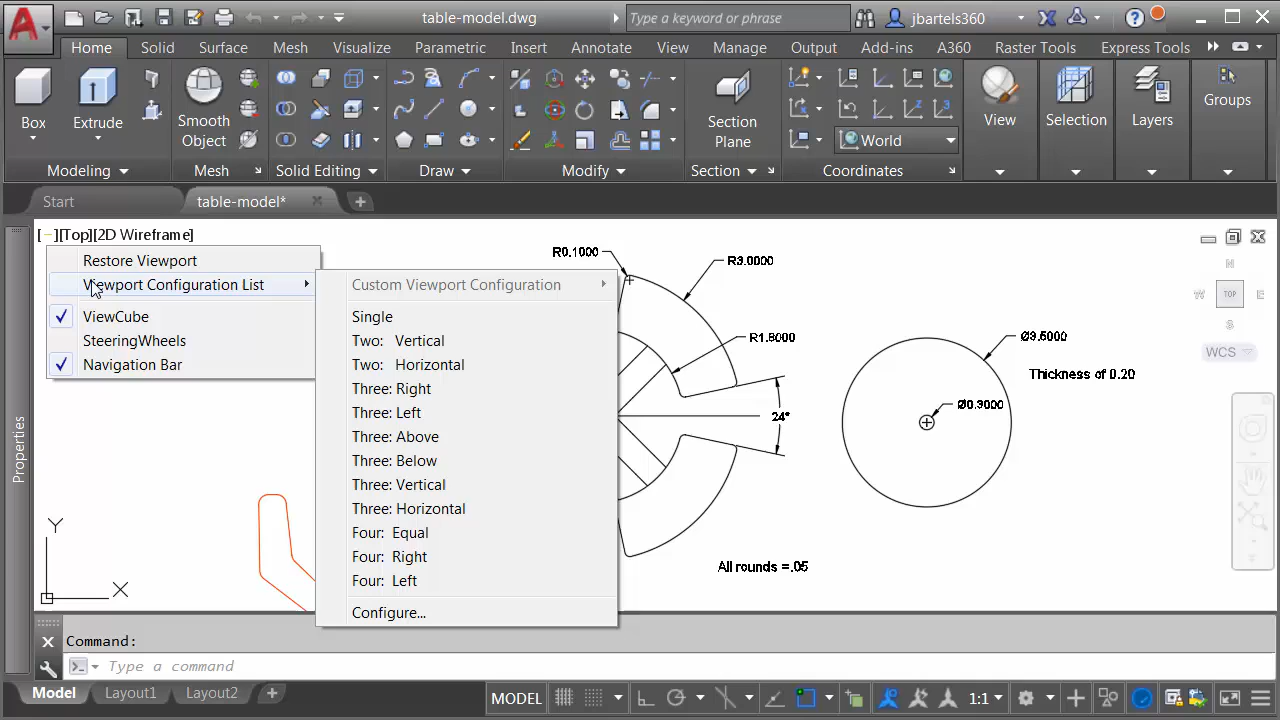 table-model.dwg
Type a keyword or phrase
jbartels360
Home Solid Surface Mesh Visualize Parametric Insert Annotate View Manage Output Add-ins A360 Raster Tools Express Tools
Box
Extrude
Smooth
Object
Section
Plane
World
View
Selection
Layers
Groups
Modeling Mesh Solid Editing Draw Modify Section Coordinates
Start
table-model*
[–][Top][2D Wireframe]
Restore Viewport
Viewport Configuration List
ViewCube
SteeringWheels
Navigation Bar
Custom Viewport Configuration
Single
Two: Vertical
Two: Horizontal
Three: Right
Three: Left
Three: Above
Three: Below
Three: Vertical
Three: Horizontal
Four: Equal
Four: Right
Four: Left
Configure...
R0.1000
R3.0000
R1.8000
24°
All rounds =.05
Ø3.5000
Thickness of 0.20
Ø0.3000
N
W
TOP
E
S
WCS
Properties
Y
X
Command:
Type a command
Model Layout1 Layout2
MODEL
1:1